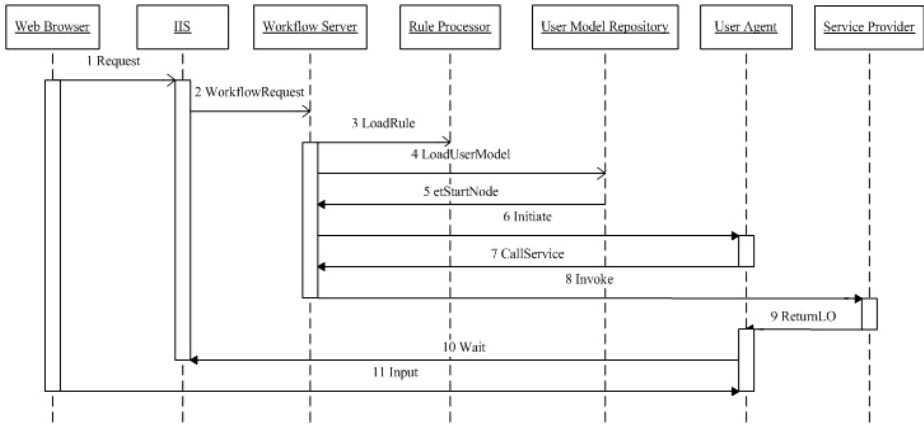 Web Browser
IIS
Workflow Server
Rule Processor
User Model Repository
User Agent
Service Provider
1 Request
2 WorkflowRequest
3 LoadRule
4 LoadUserModel
5 etStartNode
6 Initiate
7 CallService
8 Invoke
9 ReturnLO
10 Wait
11 Input